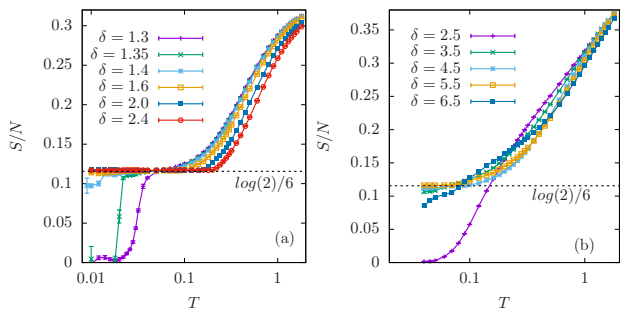 S/N
0.3
0.25
0.2
0.15
0.1
0.05
0
δ = 1.3
δ = 1.35
δ = 1.4
δ = 1.6
δ = 2.0
δ = 2.4
log(2)/6
(a)
0.01
0.1
1
T
S/N
0.35
0.3
0.25
0.2
0.15
0.1
0.05
0
δ = 2.5
δ = 3.5
δ = 4.5
δ = 5.5
δ = 6.5
log(2)/6
(b)
0.1
1
T